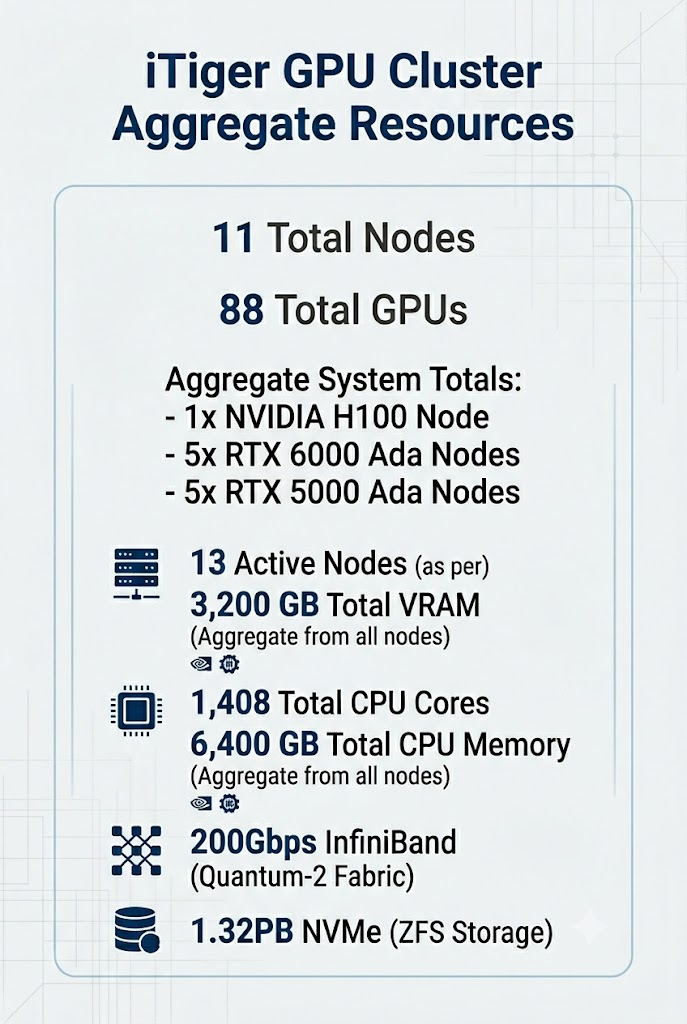 iTiger GPU Cluster
Aggregate Resources
11 Total Nodes
88 Total GPUs
Aggregate System Totals:
- 1x NVIDIA H100 Node
- 5x RTX 6000 Ada Nodes
- 5x RTX 5000 Ada Nodes
13 Active Nodes (as per)
3,200 GB Total VRAM
(Aggregate from all nodes)
1,408 Total CPU Cores
6,400 GB Total CPU Memory
(Aggregate from all nodes)
200Gbps InfiniBand
(Quantum-2 Fabric)
1.32PB NVMe (ZFS Storage)